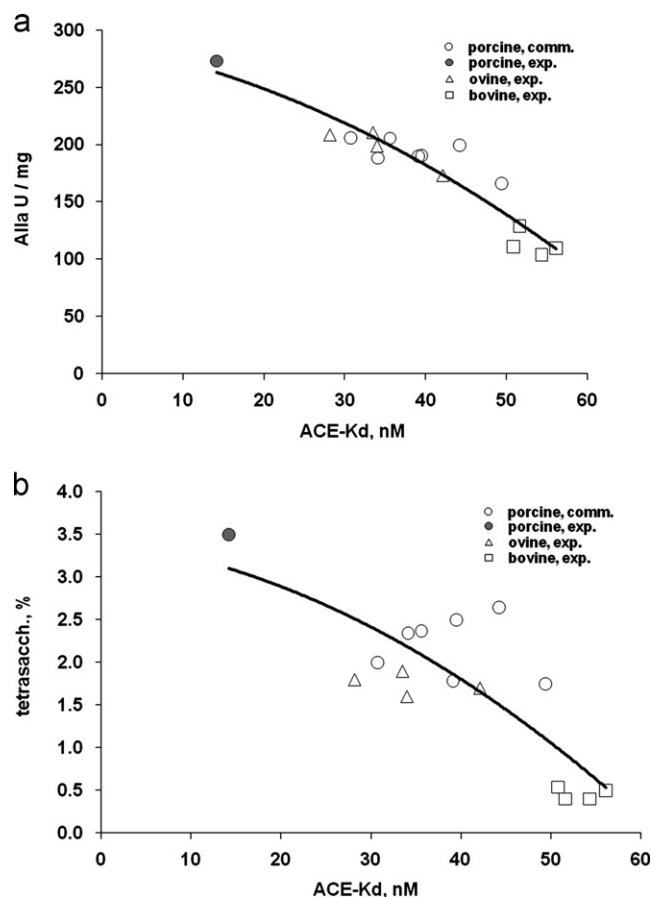 a
300
porcine, comm.
porcine, exp.
ovine, exp.
bovine, exp.
250
200
150
100
50
0
AIIa U / mg
0 10 20 30 40 50 60
ACE-Kd, nM
b
4.0
porcine, comm.
porcine, exp.
ovine, exp.
bovine, exp.
3.5
3.0
2.5
2.0
1.5
1.0
0.5
0.0
tetrasacch., %
0 10 20 30 40 50 60
ACE-Kd, nM